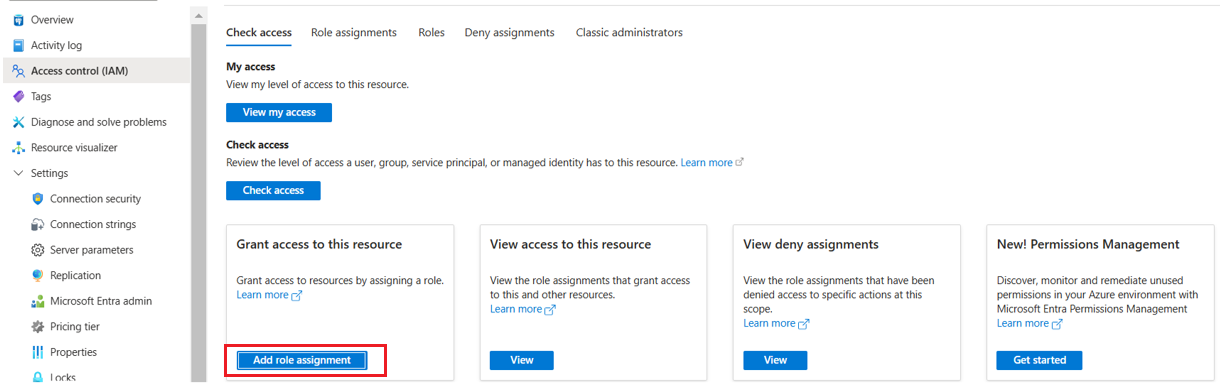 Overview
Activity log
Access control (IAM)
Tags
Diagnose and solve problems
Resource visualizer
Settings
Connection security
Connection strings
Server parameters
Replication
Microsoft Entra admin
Pricing tier
Properties
Locks
Check access Role assignments Roles Deny assignments Classic administrators
My access
View my level of access to this resource.
View my access
Check access
Review the level of access a user, group, service principal, or managed identity has to this resource. Learn more
Check access
Grant access to this resource
Grant access to resources by assigning a role.
Learn more
Add role assignment
View access to this resource
View the role assignments that grant access
to this and other resources.
Learn more
View
View deny assignments
View the role assignments that have been
denied access to specific actions at this
scope.
Learn more
View
New! Permissions Management
Discover, monitor and remediate unused
permissions in your Azure environment with
Microsoft Entra Permissions Management
Learn more
Get started